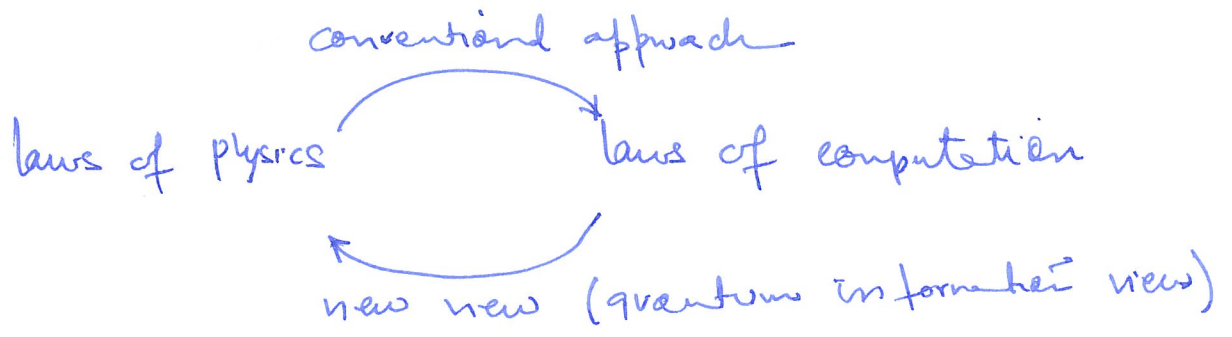 conventional approach
laws of physics laws of computation
new view (quantum information view)